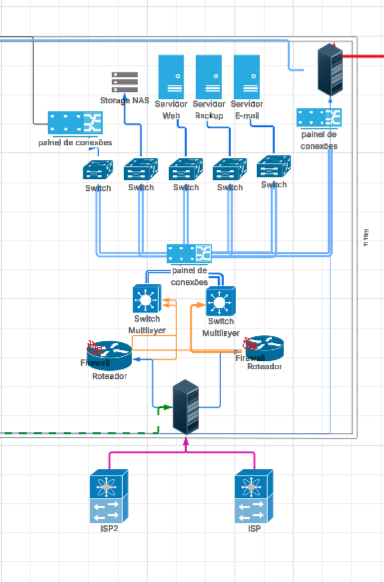 Storage NAS
Servidor
Web
Servidor
Backup
Servidor
E-mail
painel de conexões
painel de
conexões
Switch
Switch
Switch
Switch
Switch
painel de
conexões
Switch
Multilayer
Switch
Multilayer
Firewall
Roteador
Firewall
Roteador
ISP2
ISP